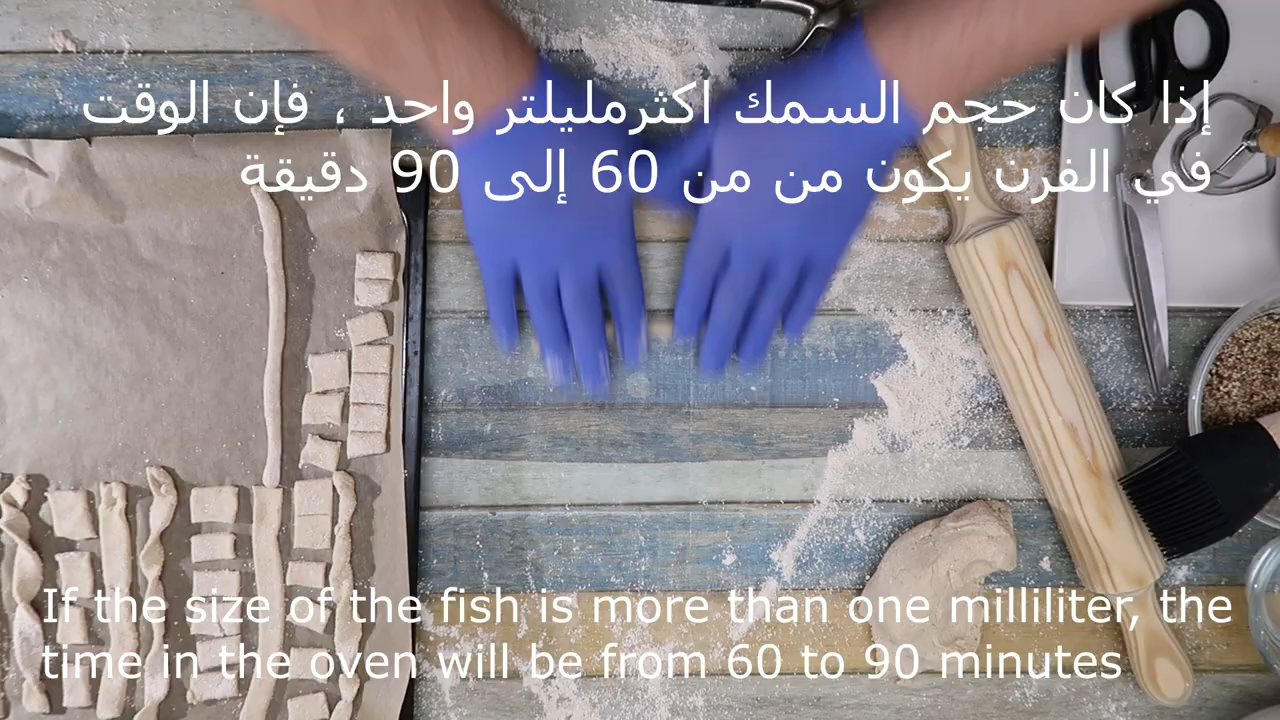 إذا كان حجم السمك اكثرمليلتر واحد ، فإن الوقت
في الفرن يكون من من 60 إلى 90 دقيقة
If the size of the fish is more than one milliliter, the
time in the oven will be from 60 to 90 minutes